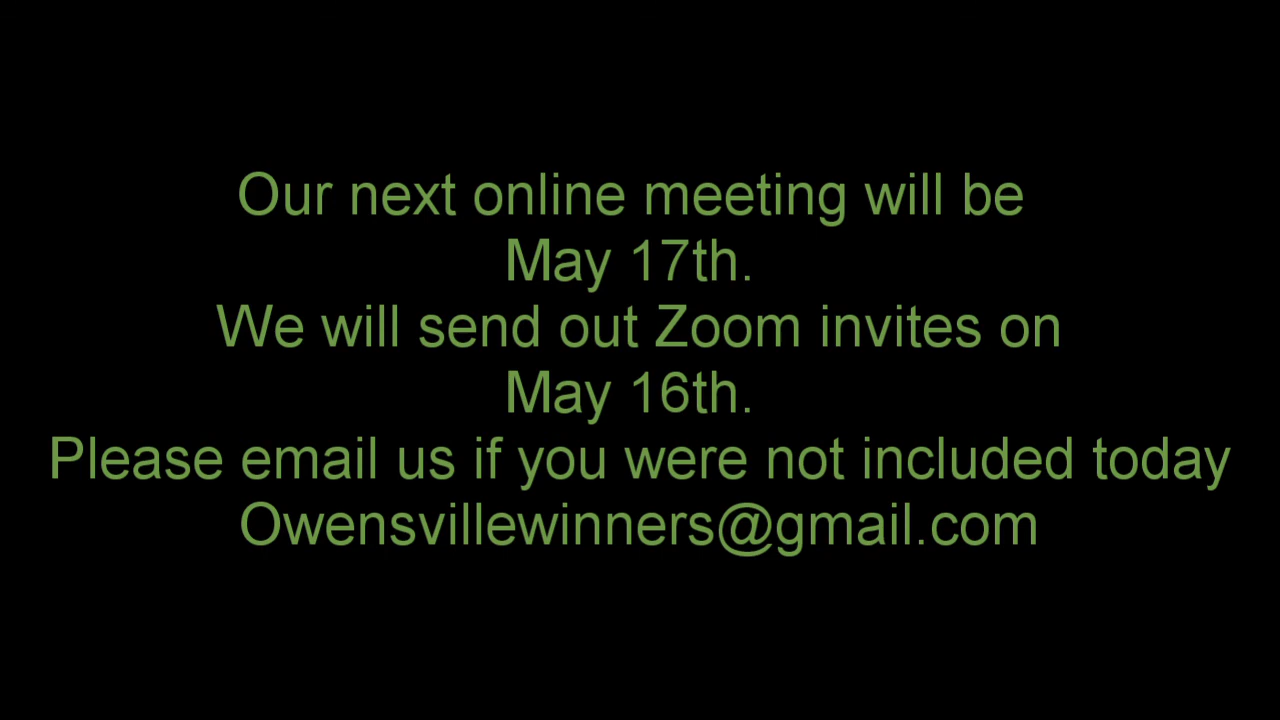 Our next online meeting will be
May 17th.
We will send out Zoom invites on
May 16th.
Please email us if you were not included today
Owensvillewinners@gmail.com